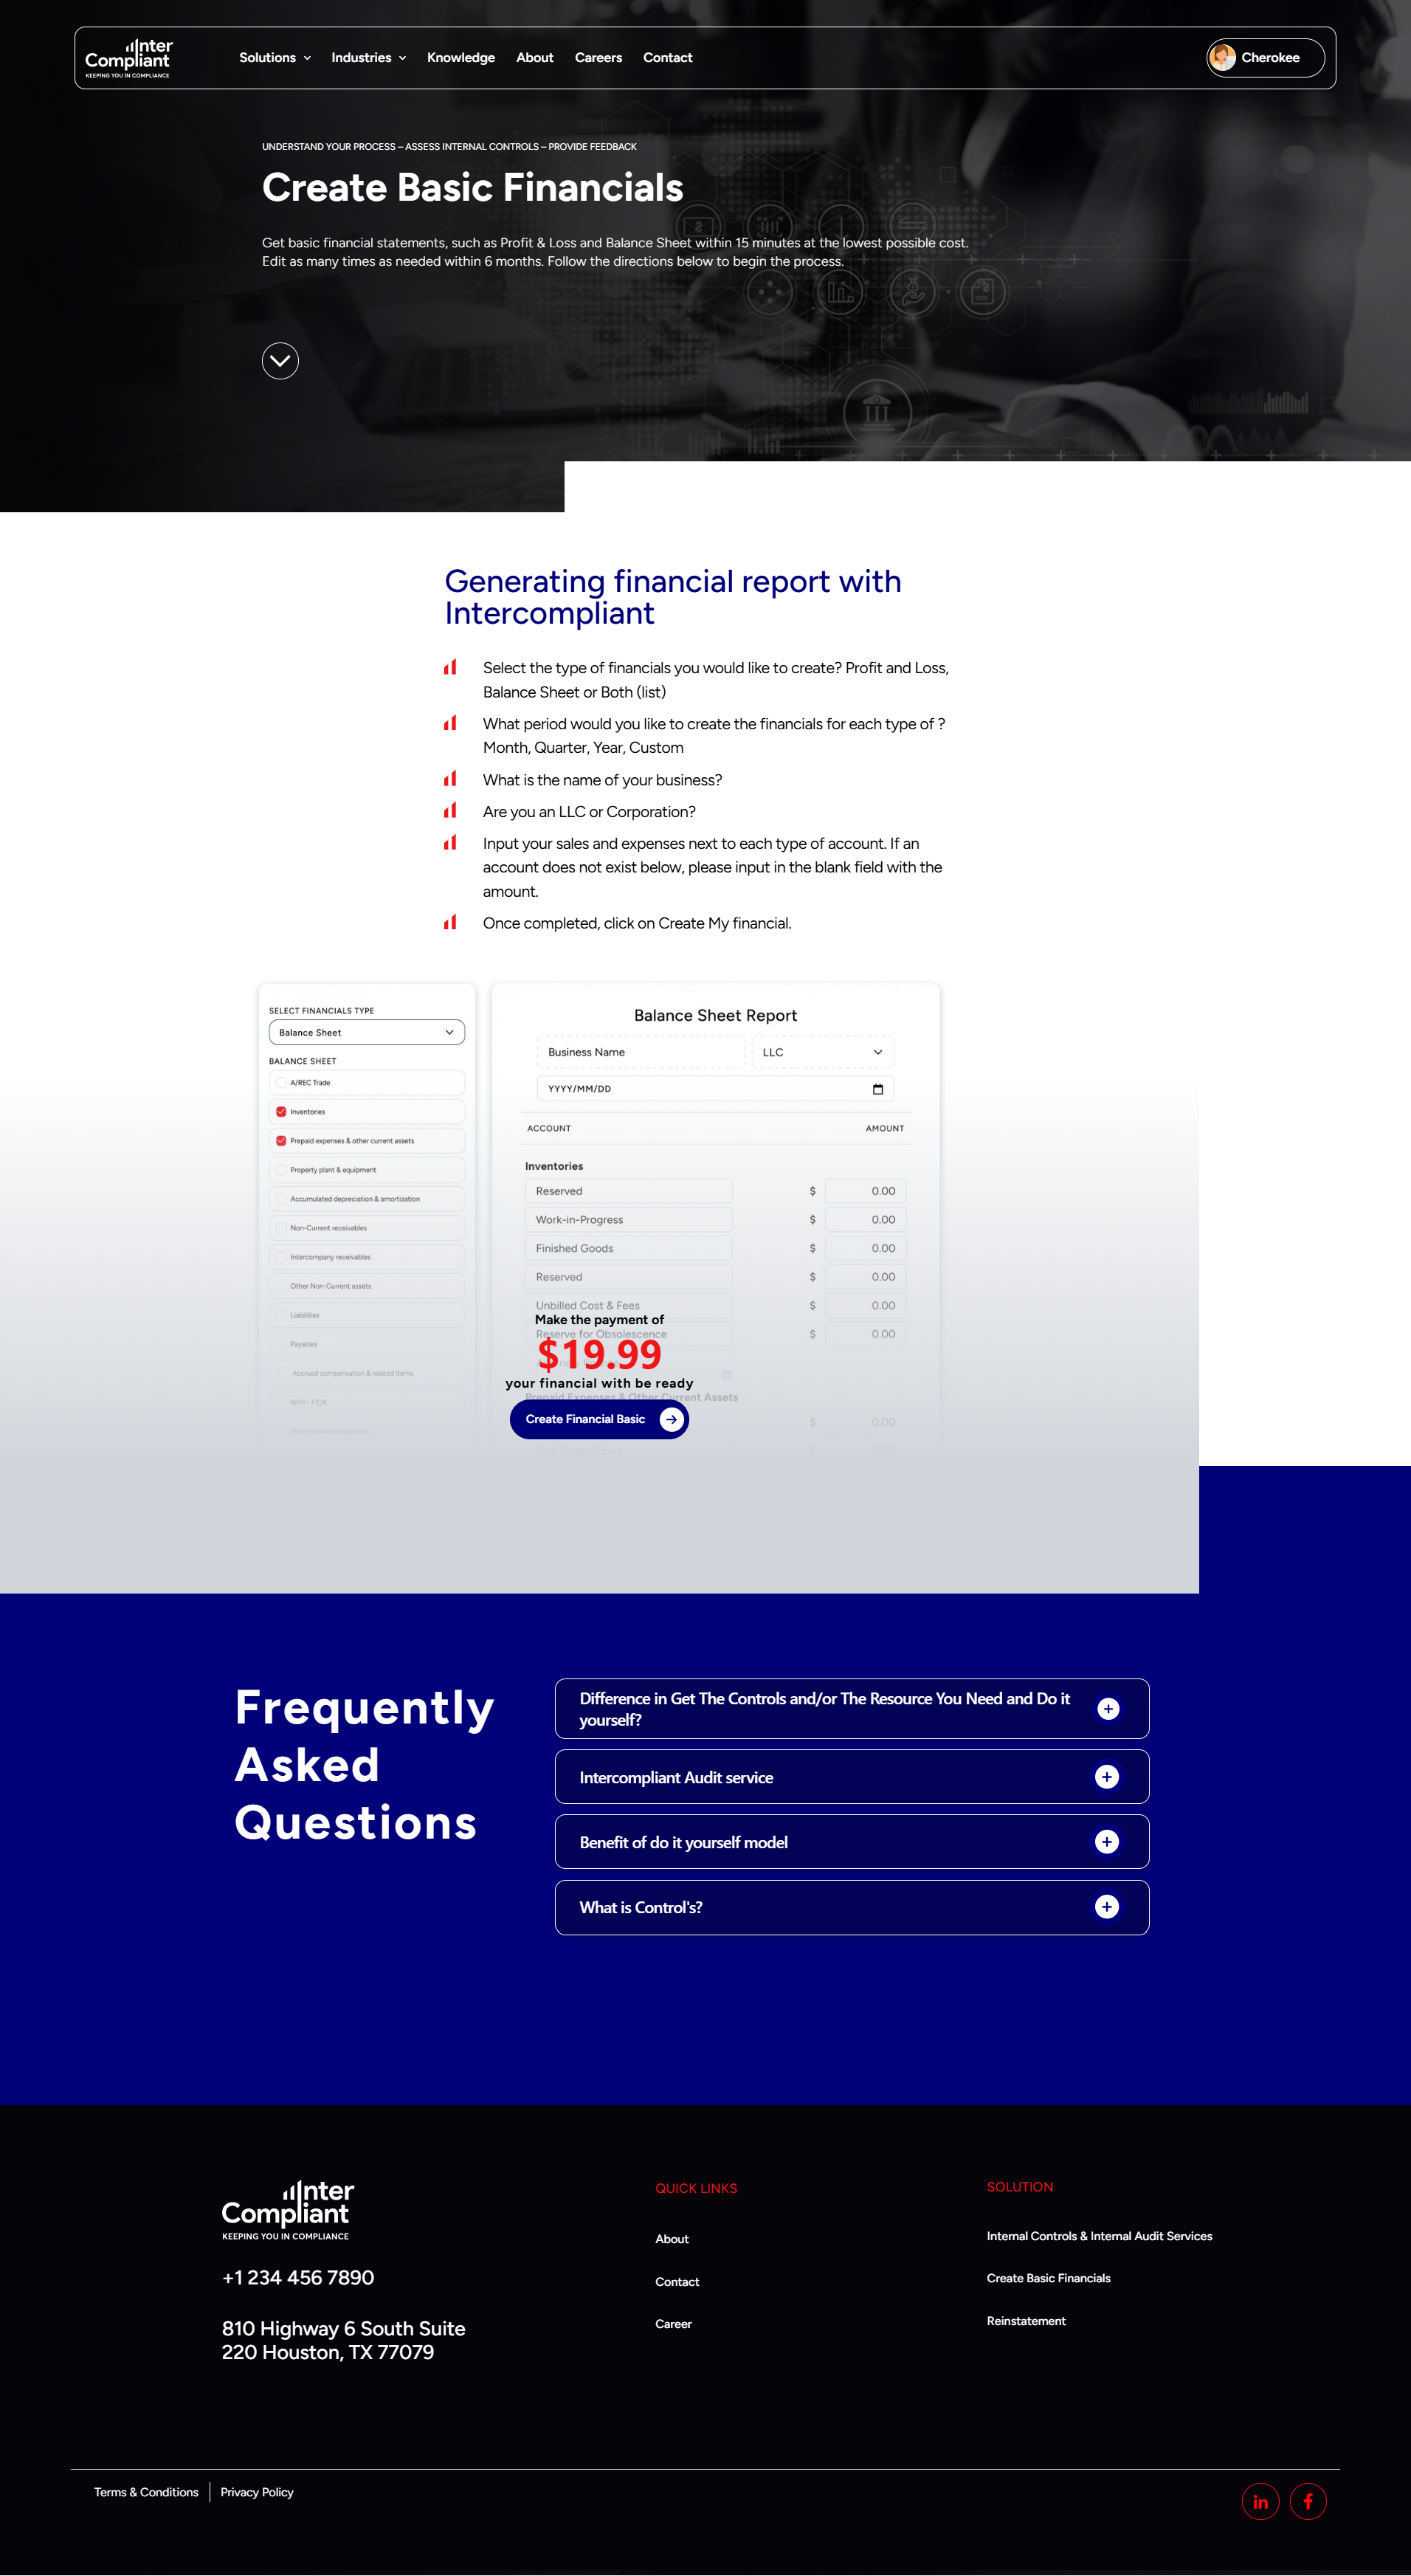 Inter
Compliant
KEEPING YOU IN COMPLIANCE
Solutions
Industries
Knowledge
About
Careers
Contact
Cherokee
UNDERSTAND YOUR PROCESS – ASSESS INTERNAL CONTROLS – PROVIDE FEEDBACK
Create Basic Financials
Get basic financial statements, such as Profit & Loss and Balance Sheet within 15 minutes at the lowest possible cost.
Edit as many times as needed within 6 months. Follow the directions below to begin the process.
Generating financial report with
Intercompliant
Select the type of financials you would like to create? Profit and Loss,
Balance Sheet or Both (list)
What period would you like to create the financials for each type of ?
Month, Quarter, Year, Custom
What is the name of your business?
Are you an LLC or Corporation?
Input your sales and expenses next to each type of account. If an
account does not exist below, please input in the blank field with the
amount.
Once completed, click on Create My financial.
SELECT FINANCIALS TYPE
Balance Sheet
BALANCE SHEET
A/REC Trade
Inventories
Prepaid expenses & other current assets
Property plant & equipment
Accumulated depreciation & amortization
Non-Current receivables
Intercompany receivables
Other Non-Current assets
Liabilities
Payables
Accrued compensation & related items
W/H - FICA
Other accrued expenses
Balance Sheet Report
Business Name
LLC
YYYY/MM/DD
ACCOUNT
AMOUNT
Inventories
Reserved $ 0.00
Work-in-Progress $ 0.00
Finished Goods $ 0.00
Reserved $ 0.00
Unbilled Cost & Fees $ 0.00
Make the payment of
Reserve for Obsolescence $ 0.00
$19.99
your financial with be ready
Prepaid Expenses & Other Current Assets
Create Financial Basic
$ 0.00
Real Estate Taxes $ 0.00
Frequently
Asked
Questions
Difference in Get The Controls and/or The Resource You Need and Do it
yourself?
Intercompliant Audit service
Benefit of do it yourself model
What is Control's?
Inter
Compliant
KEEPING YOU IN COMPLIANCE
+1 234 456 7890
810 Highway 6 South Suite
220 Houston, TX 77079
QUICK LINKS
About
Contact
Career
SOLUTION
Internal Controls & Internal Audit Services
Create Basic Financials
Reinstatement
Terms & Conditions
Privacy Policy
in
f